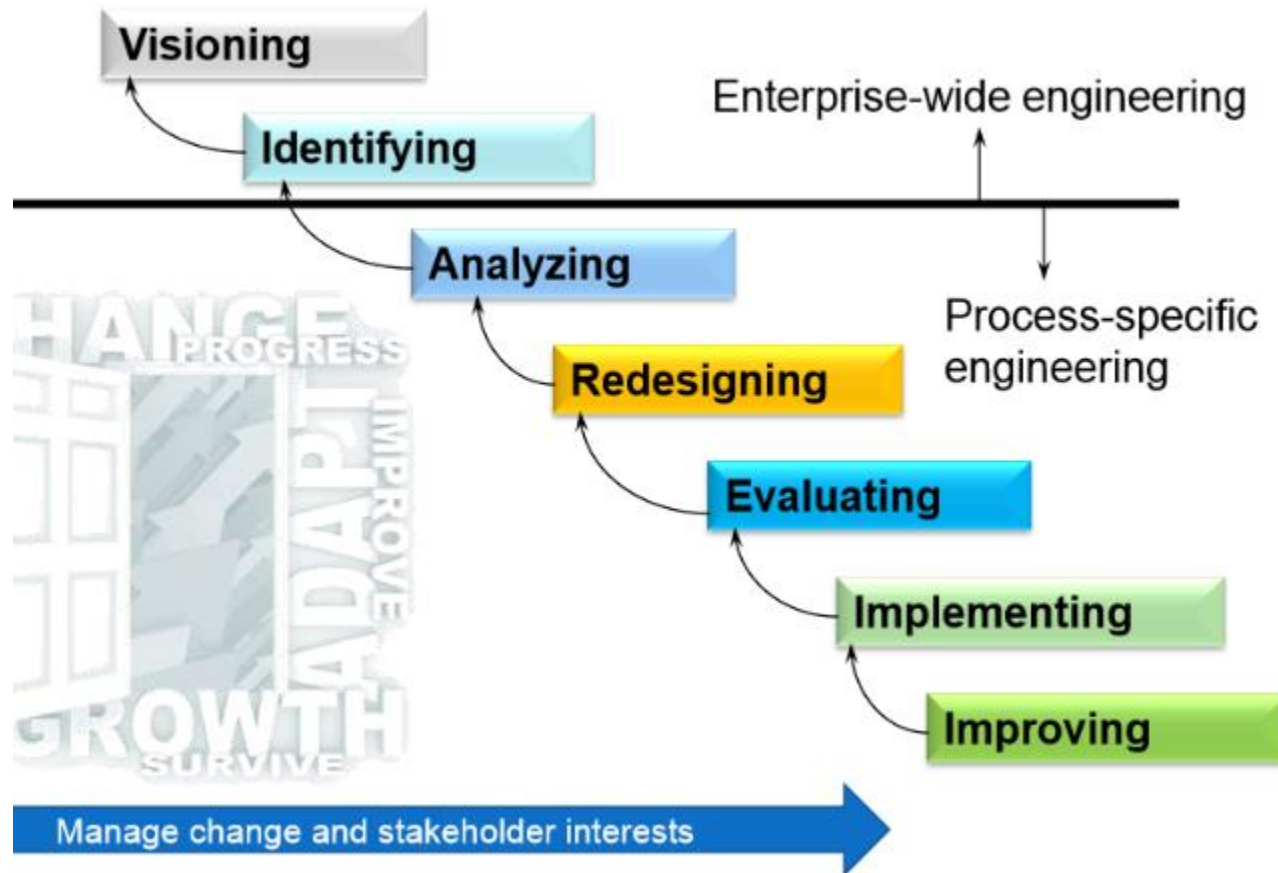 Visioning
Enterprise-wide engineering
Identifying
Analyzing
HANGE
PROGRESS
Process-specific
engineering
ADAPT
IMPROVE
Redesigning
Evaluating
Implementing
GROWTH
SURVIVE
Improving
Manage change and stakeholder interests